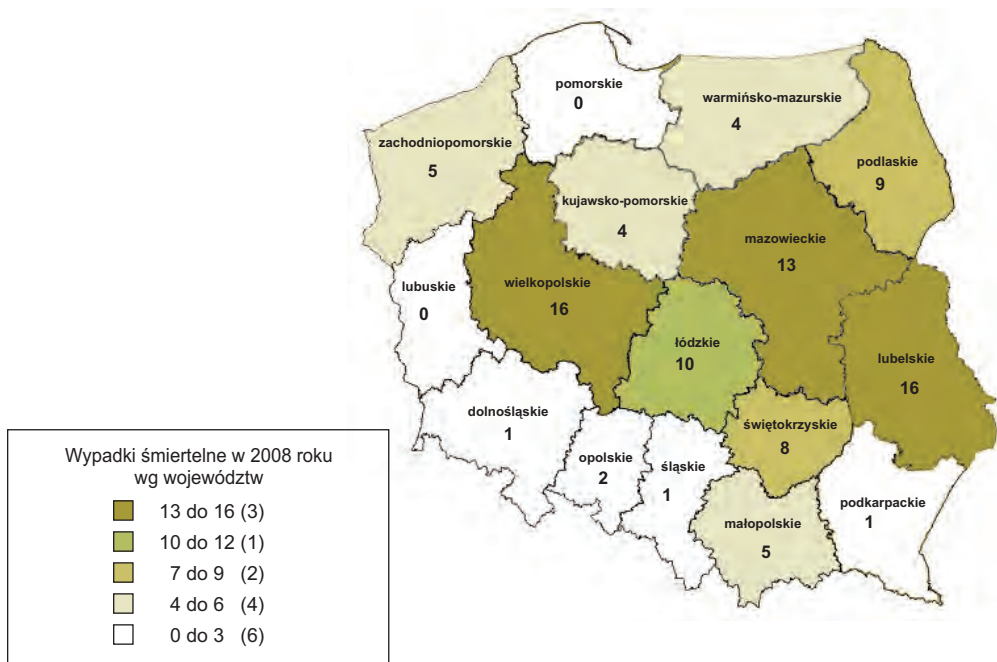 pomorskie
0
warmińsko-mazurskie
4
zachodniopomorskie
5
podlaskie
9
kujawsko-pomorskie
4
mazowieckie
13
lubuskie
0
wielkopolskie
16
łódzkie
10
lubelskie
16
dolnośląskie
1
opolskie
2
śląskie
1
świętokrzyskie
8
małopolskie
5
podkarpackie
1
Wypadki śmiertelne w 2008 roku
wg województw
13 do 16 (3)
10 do 12 (1)
7 do 9 (2)
4 do 6 (4)
0 do 3 (6)